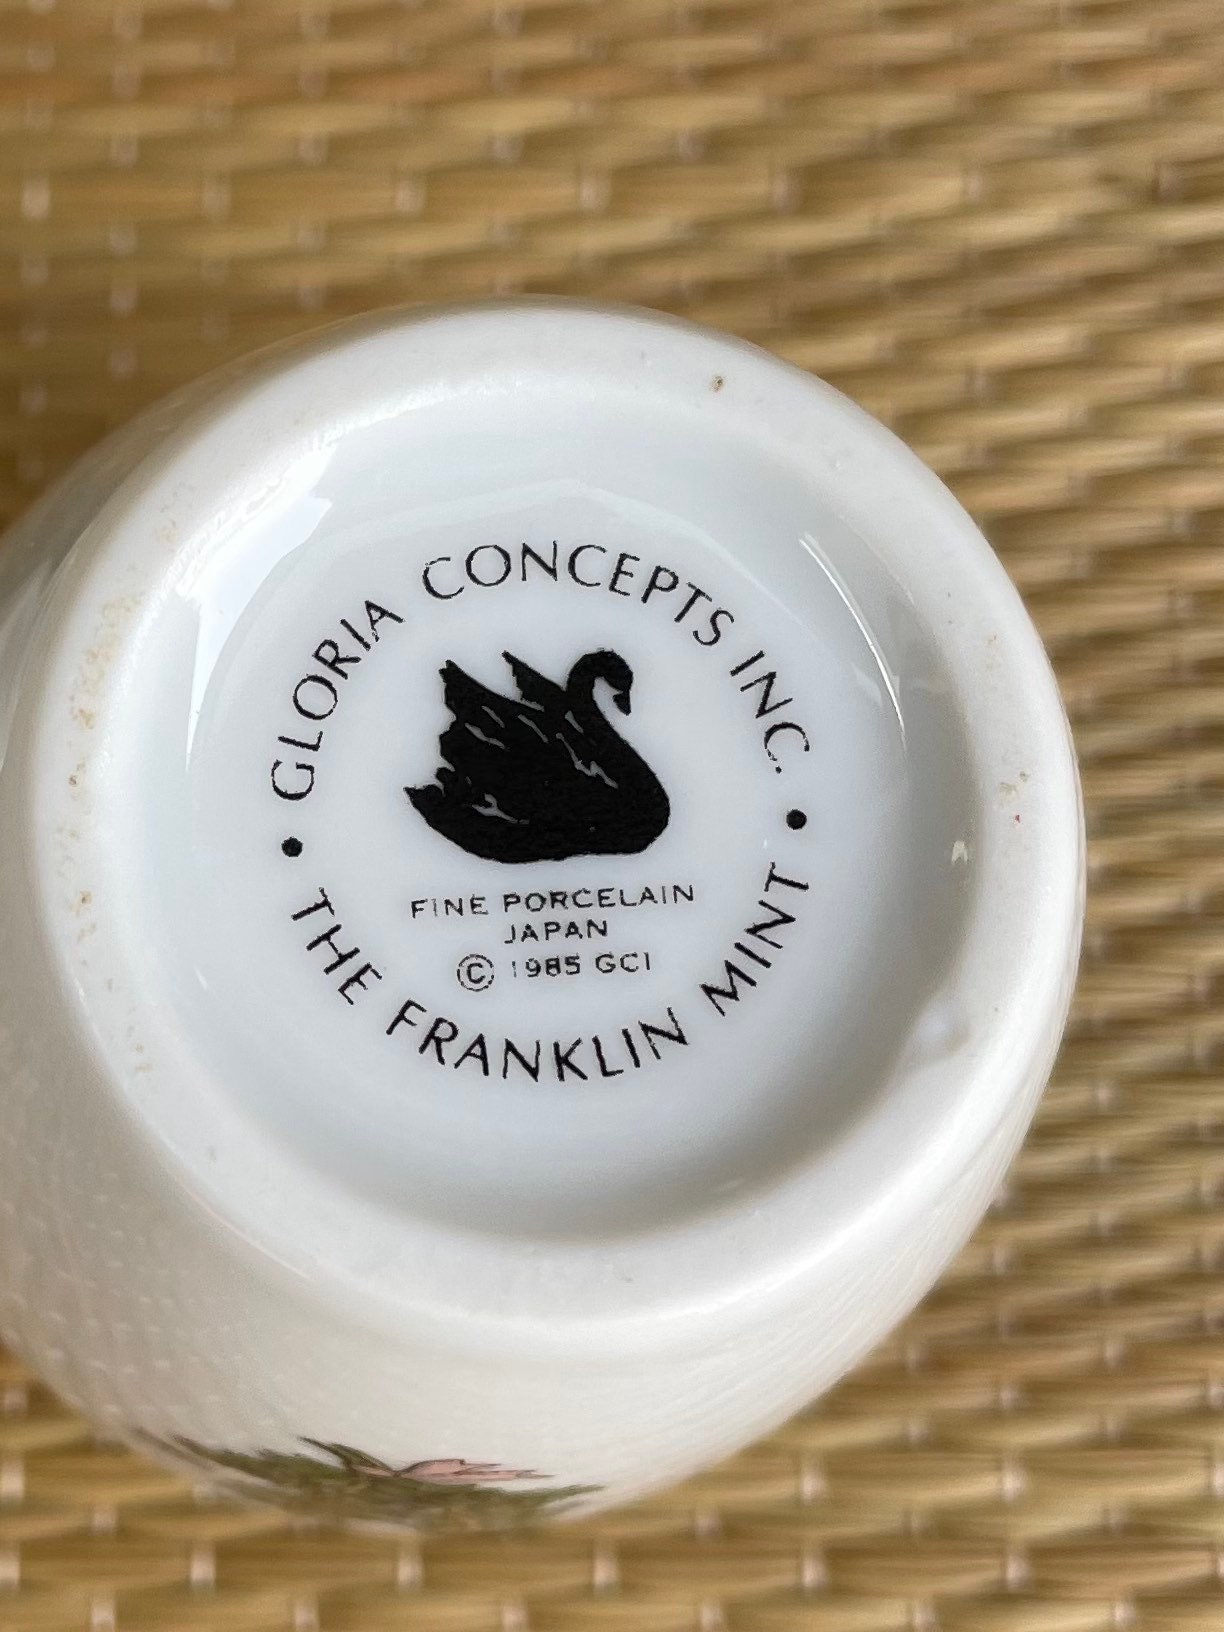 GLORIA CONCEPTS INC.
FINE PORCELAIN
JAPAN
© 1985 GCI
• THE FRANKLIN MINT •